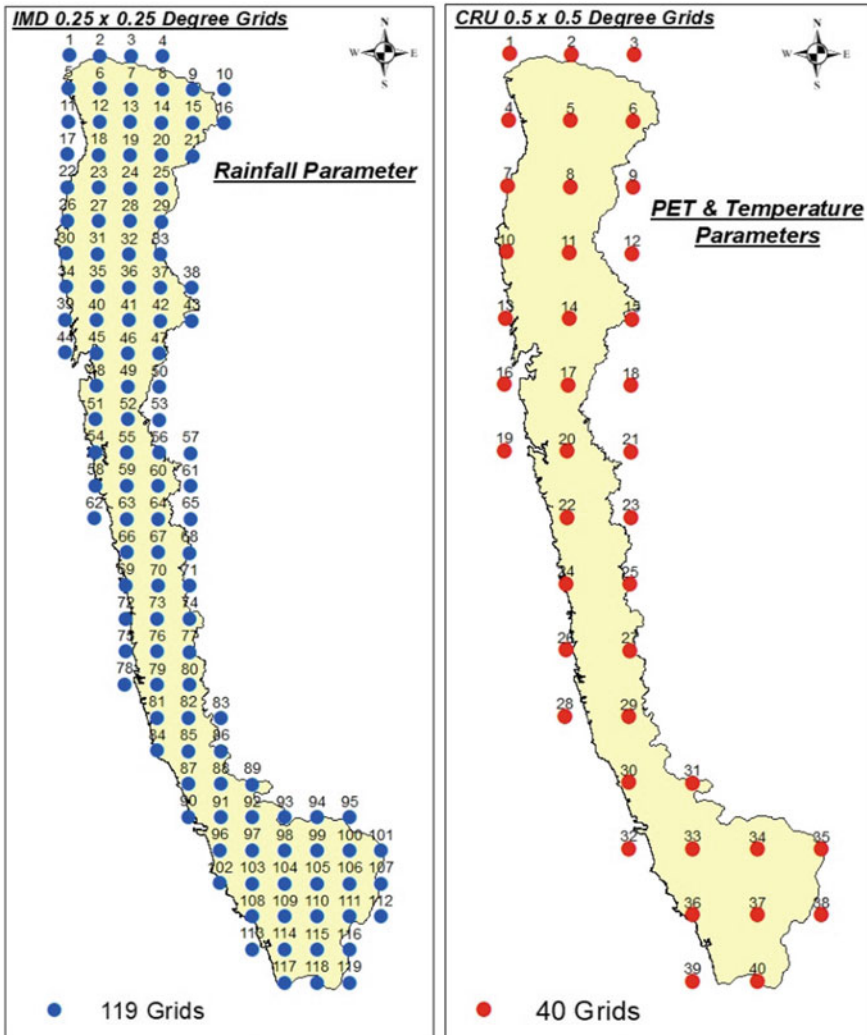 IMD 0.25 x 0.25 Degree Grids
N
W E
S
1 2 3 4
5 6 7 8 9 10
11 12 13 14 15 16
17 18 19 20 21
Rainfall Parameter
22 23 24 25
26 27 28 29
30 31 32 33
34 35 36 37 38
39 40 41 42 43
44 45 46 47
48 49 50
51 52 53
54 55 56 57
58 59 60 61
62 63 64 65
66 67 68
69 70 71
72 73 74
75 76 77
78 79 80
81 82 83
84 85 86
87 88 89
90 91 92 93 94 95
96 97 98 99 100 101
102 103 104 105 106 107
108 109 110 111 112
113 114 115 116
117 118 119
119 Grids
CRU 0.5 x 0.5 Degree Grids
N
W E
S
1 2 3
4 5 6
7 8 9
PET & Temperature
Parameters
10 11 12
13 14 15
16 17 18
19 20 21
22 23
24 25
26 27
28 29
30 31
32 33 34 35
36 37 38
39 40
40 Grids